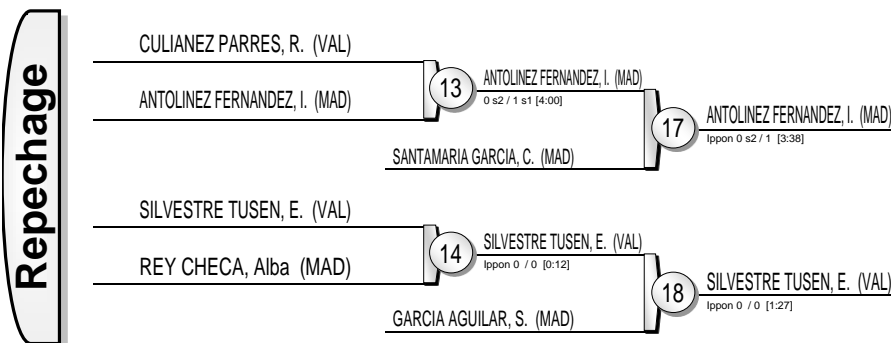 Repechage
CULIANEZ PARRES, R. (VAL)
ANTOLINEZ FERNANDEZ, I. (MAD)
13
ANTOLINEZ FERNANDEZ, I. (MAD)
0 s2 / 1 s1 [4:00]
SANTAMARIA GARCIA, C. (MAD)
17
ANTOLINEZ FERNANDEZ, I. (MAD)
Ippon 0 s2 / 1 [3:38]
SILVESTRE TUSEN, E. (VAL)
REY CHECA, Alba (MAD)
14
SILVESTRE TUSEN, E. (VAL)
Ippon 0 / 0 [0:12]
GARCIA AGUILAR, S. (MAD)
18
SILVESTRE TUSEN, E. (VAL)
Ippon 0 / 0 [1:27]